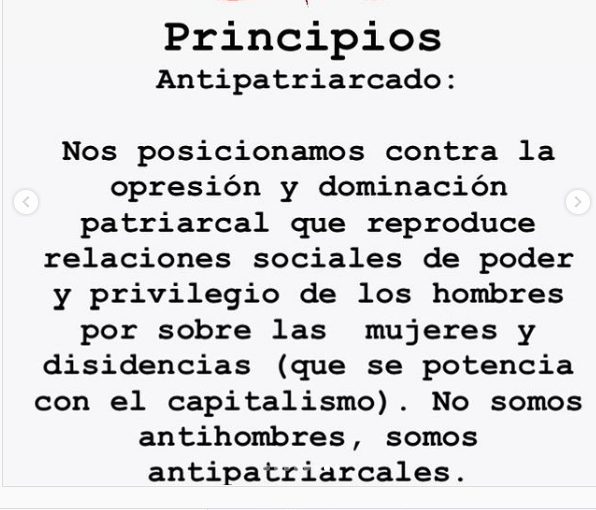 Principios
Antipatriarcado:
Nos posicionamos contra la
opresión y dominación
patriarcal que reproduce
relaciones sociales de poder
y privilegio de los hombres
por sobre las  mujeres y
disidencias (que se potencia
con el capitalismo). No somos
antihombres, somos
antipatriarcales.